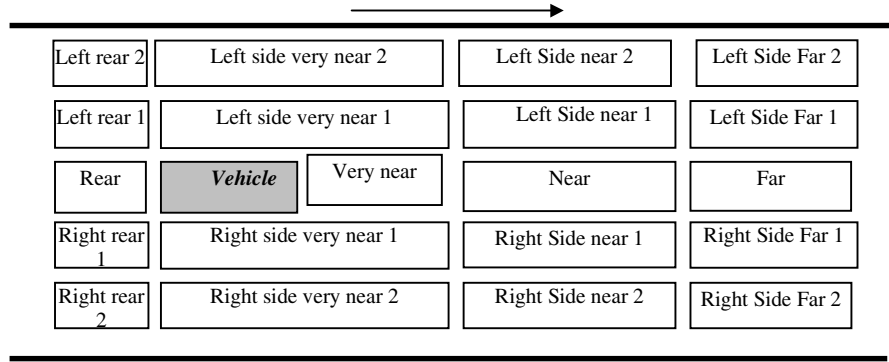 Left rear 2 Left side very near 2 Left Side near 2 Left Side Far 2
Left rear 1 Left side very near 1 Left Side near 1 Left Side Far 1
Rear Vehicle Very near Near Far
Right rear 1 Right side very near 1 Right Side near 1 Right Side Far 1
Right rear 2 Right side very near 2 Right Side near 2 Right Side Far 2